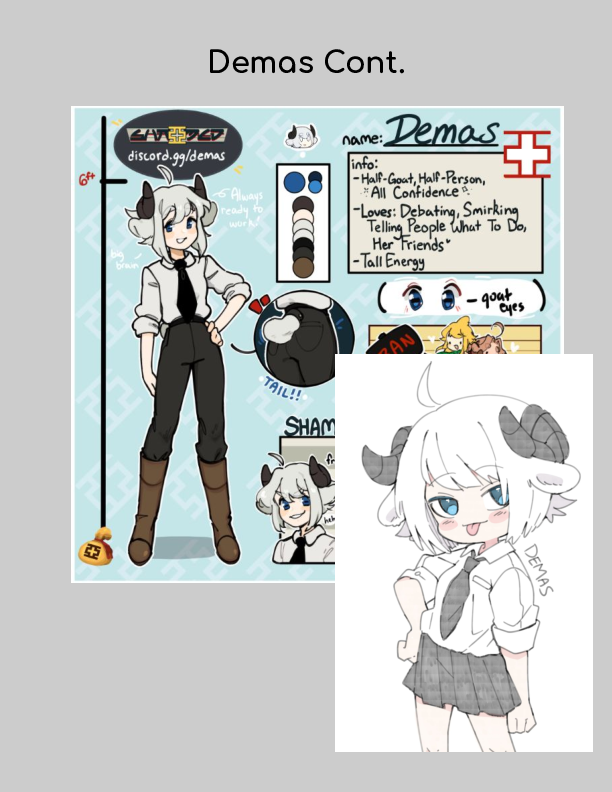 Demas Cont.
discord.gg/demas
name: Demas
6ft
info:
-Half-Goat, Half-Person,
All Confidence
-Loves: Debating, Smirking
Telling People What To Do,
Her Friends
-Tall Energy
Always
ready to
work!
big
brain
goat
eyes
BAN
TAIL!!
SHAM
DEMAS